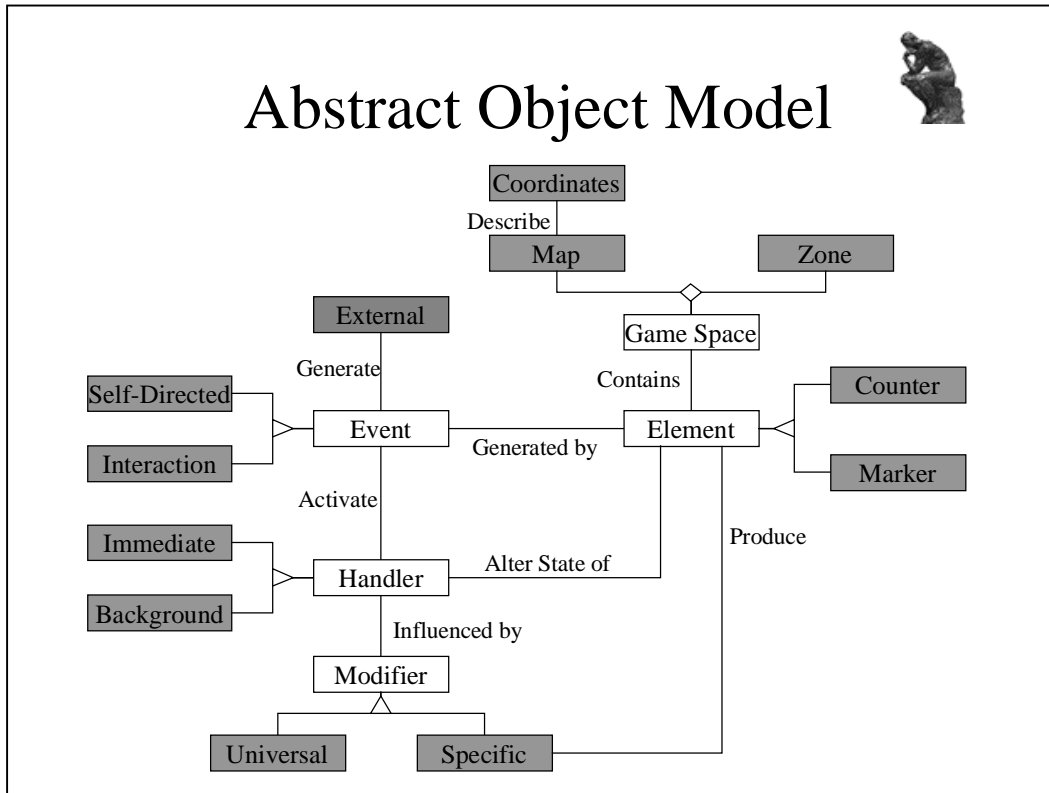 Abstract Object Model
Coordinates
Describe
Map
Zone
External
Game Space
Generate
Contains
Self-Directed
Counter
Event
Generated by
Element
Interaction
Marker
Activate
Immediate
Produce
Handler
Alter State of
Background
Influenced by
Modifier
Universal
Specific